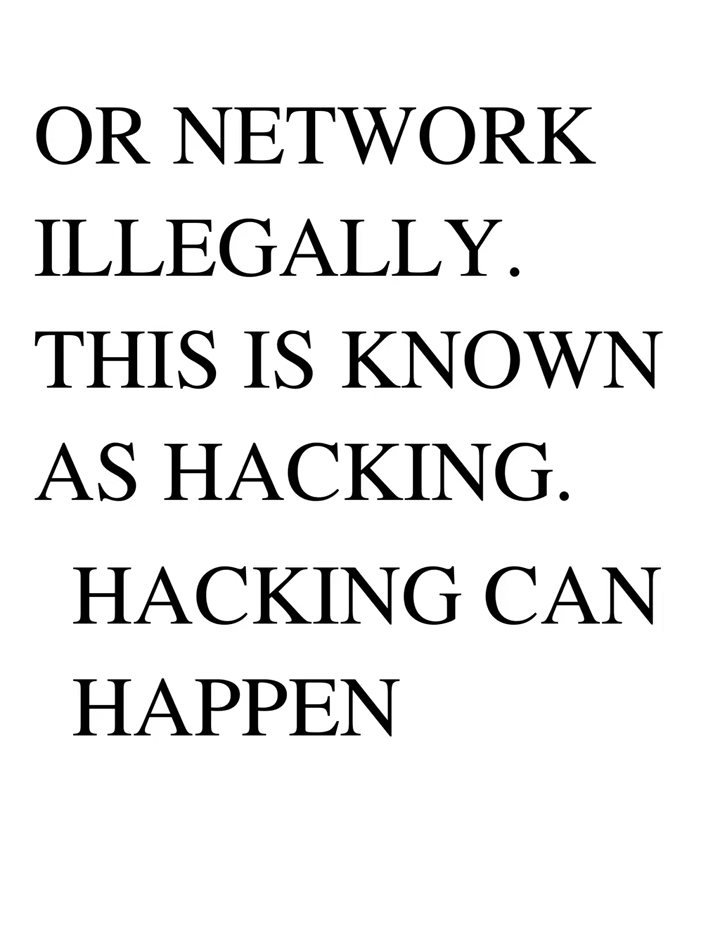 OR NETWORK
ILLEGALLY.
THIS IS KNOWN
AS HACKING.
HACKING CAN
HAPPEN